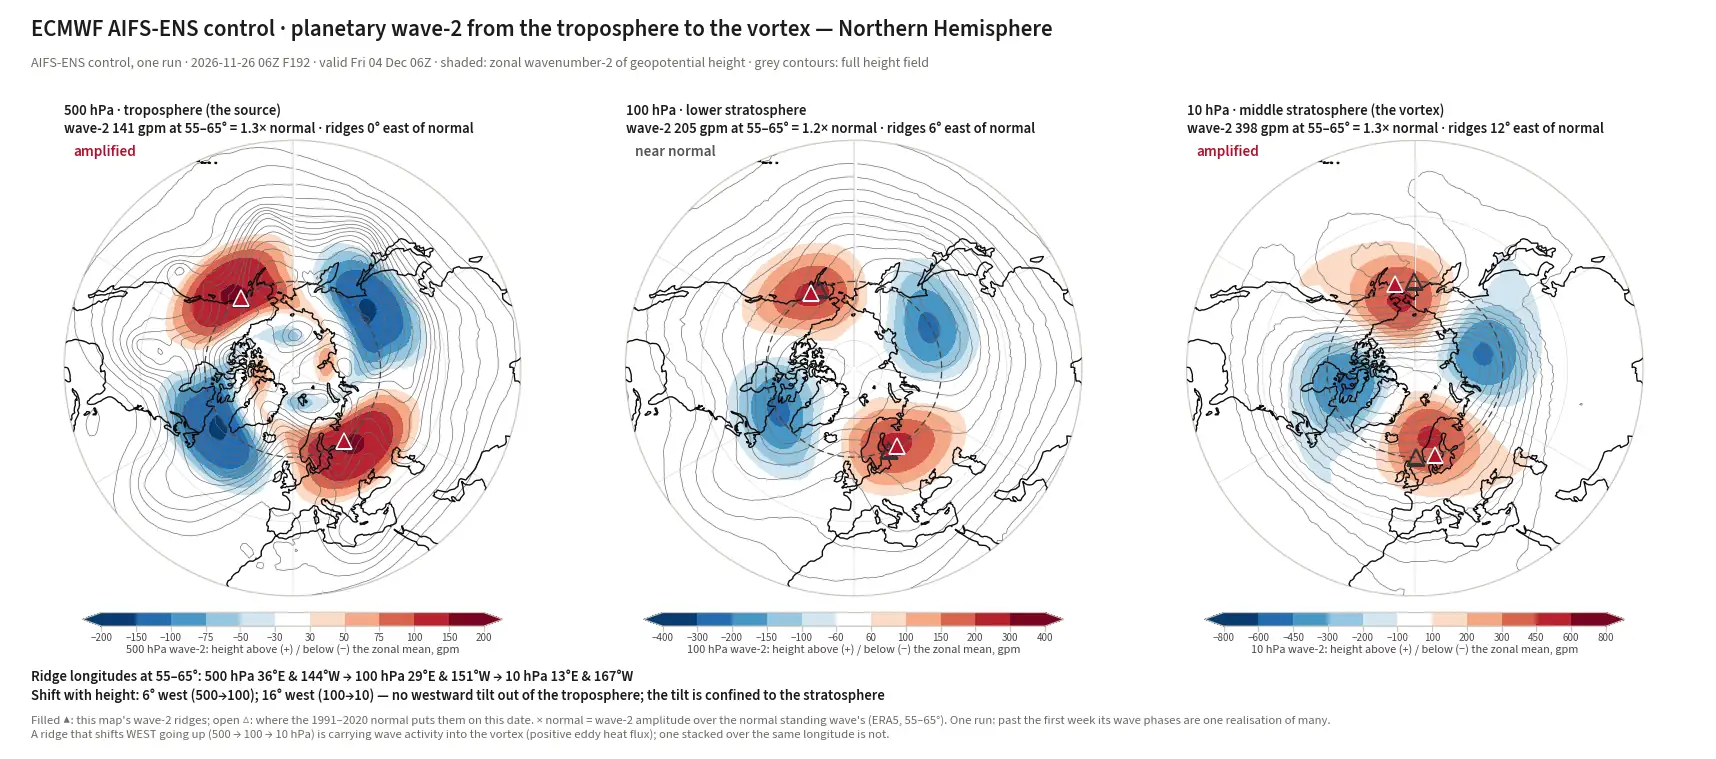 ECMWF AIFS-ENS control · planetary wave-2 from the troposphere to the vortex — Northern Hemisphere
AIFS-ENS control, one run · 2026-11-26 06Z F192 · valid Fri 04 Dec 06Z · shaded: zonal wavenumber-2 of geopotential height · grey contours: full height field
500 hPa · troposphere (the source)
wave-2 141 gpm at 55–65° = 1.3× normal · ridges 0° east of normal
amplified
100 hPa · lower stratosphere
wave-2 205 gpm at 55–65° = 1.2× normal · ridges 6° east of normal
near normal
10 hPa · middle stratosphere (the vortex)
wave-2 398 gpm at 55–65° = 1.3× normal · ridges 12° east of normal
amplified
−200 −150 −100 −75 −50 −30 30 50 75 100 150 200
500 hPa wave-2: height above (+) / below (−) the zonal mean, gpm
−400 −300 −200 −150 −100 −60 60 100 150 200 300 400
100 hPa wave-2: height above (+) / below (−) the zonal mean, gpm
−800 −600 −450 −300 −200 −100 100 200 300 450 600 800
10 hPa wave-2: height above (+) / below (−) the zonal mean, gpm
Ridge longitudes at 55–65°: 500 hPa 36°E & 144°W → 100 hPa 29°E & 151°W → 10 hPa 13°E & 167°W
Shift with height: 6° west (500→100); 16° west (100→10) — no westward tilt out of the troposphere; the tilt is confined to the stratosphere
Filled ▲: this map's wave-2 ridges; open △: where the 1991–2020 normal puts them on this date. × normal = wave-2 amplitude over the normal standing wave's (ERA5, 55–65°). One run: past the first week its wave phases are one realisation of many.
A ridge that shifts WEST going up (500 → 100 → 10 hPa) is carrying wave activity into the vortex (positive eddy heat flux); one stacked over the same longitude is not.